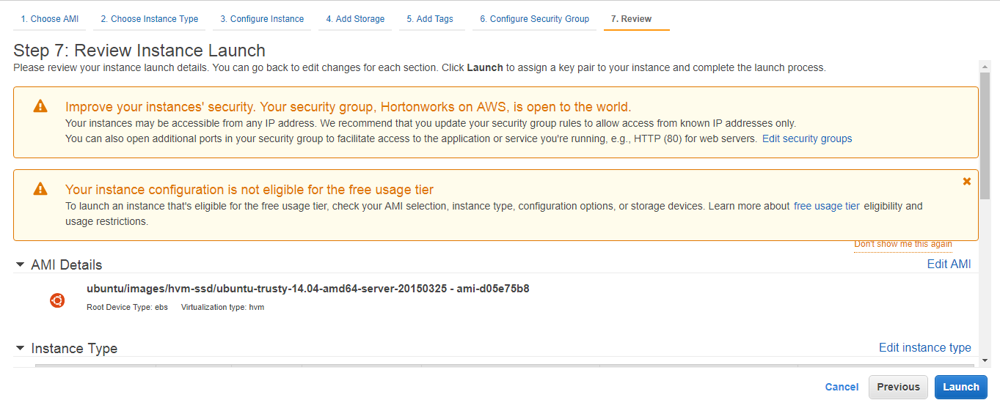 1. Choose AMI 2. Choose Instance Type 3. Configure Instance 4. Add Storage 5. Add Tags 6. Configure Security Group 7. Review
Step 7: Review Instance Launch
Please review your instance launch details. You can go back to edit changes for each section. Click Launch to assign a key pair to your instance and complete the launch process.
Improve your instances' security. Your security group, Hortonworks on AWS, is open to the world.
Your instances may be accessible from any IP address. We recommend that you update your security group rules to allow access from known IP addresses only.
You can also open additional ports in your security group to facilitate access to the application or service you're running, e.g., HTTP (80) for web servers. Edit security groups
Your instance configuration is not eligible for the free usage tier
To launch an instance that's eligible for the free usage tier, check your AMI selection, instance type, configuration options, or storage devices. Learn more about free usage tier eligibility and
usage restrictions.
Don't show me this again
AMI Details Edit AMI
ubuntu/images/hvm-ssd/ubuntu-trusty-14.04-amd64-server-20150325 - ami-d05e75b8
Root Device Type: ebs Virtualization type: hvm
Instance Type Edit instance type
Cancel Previous Launch